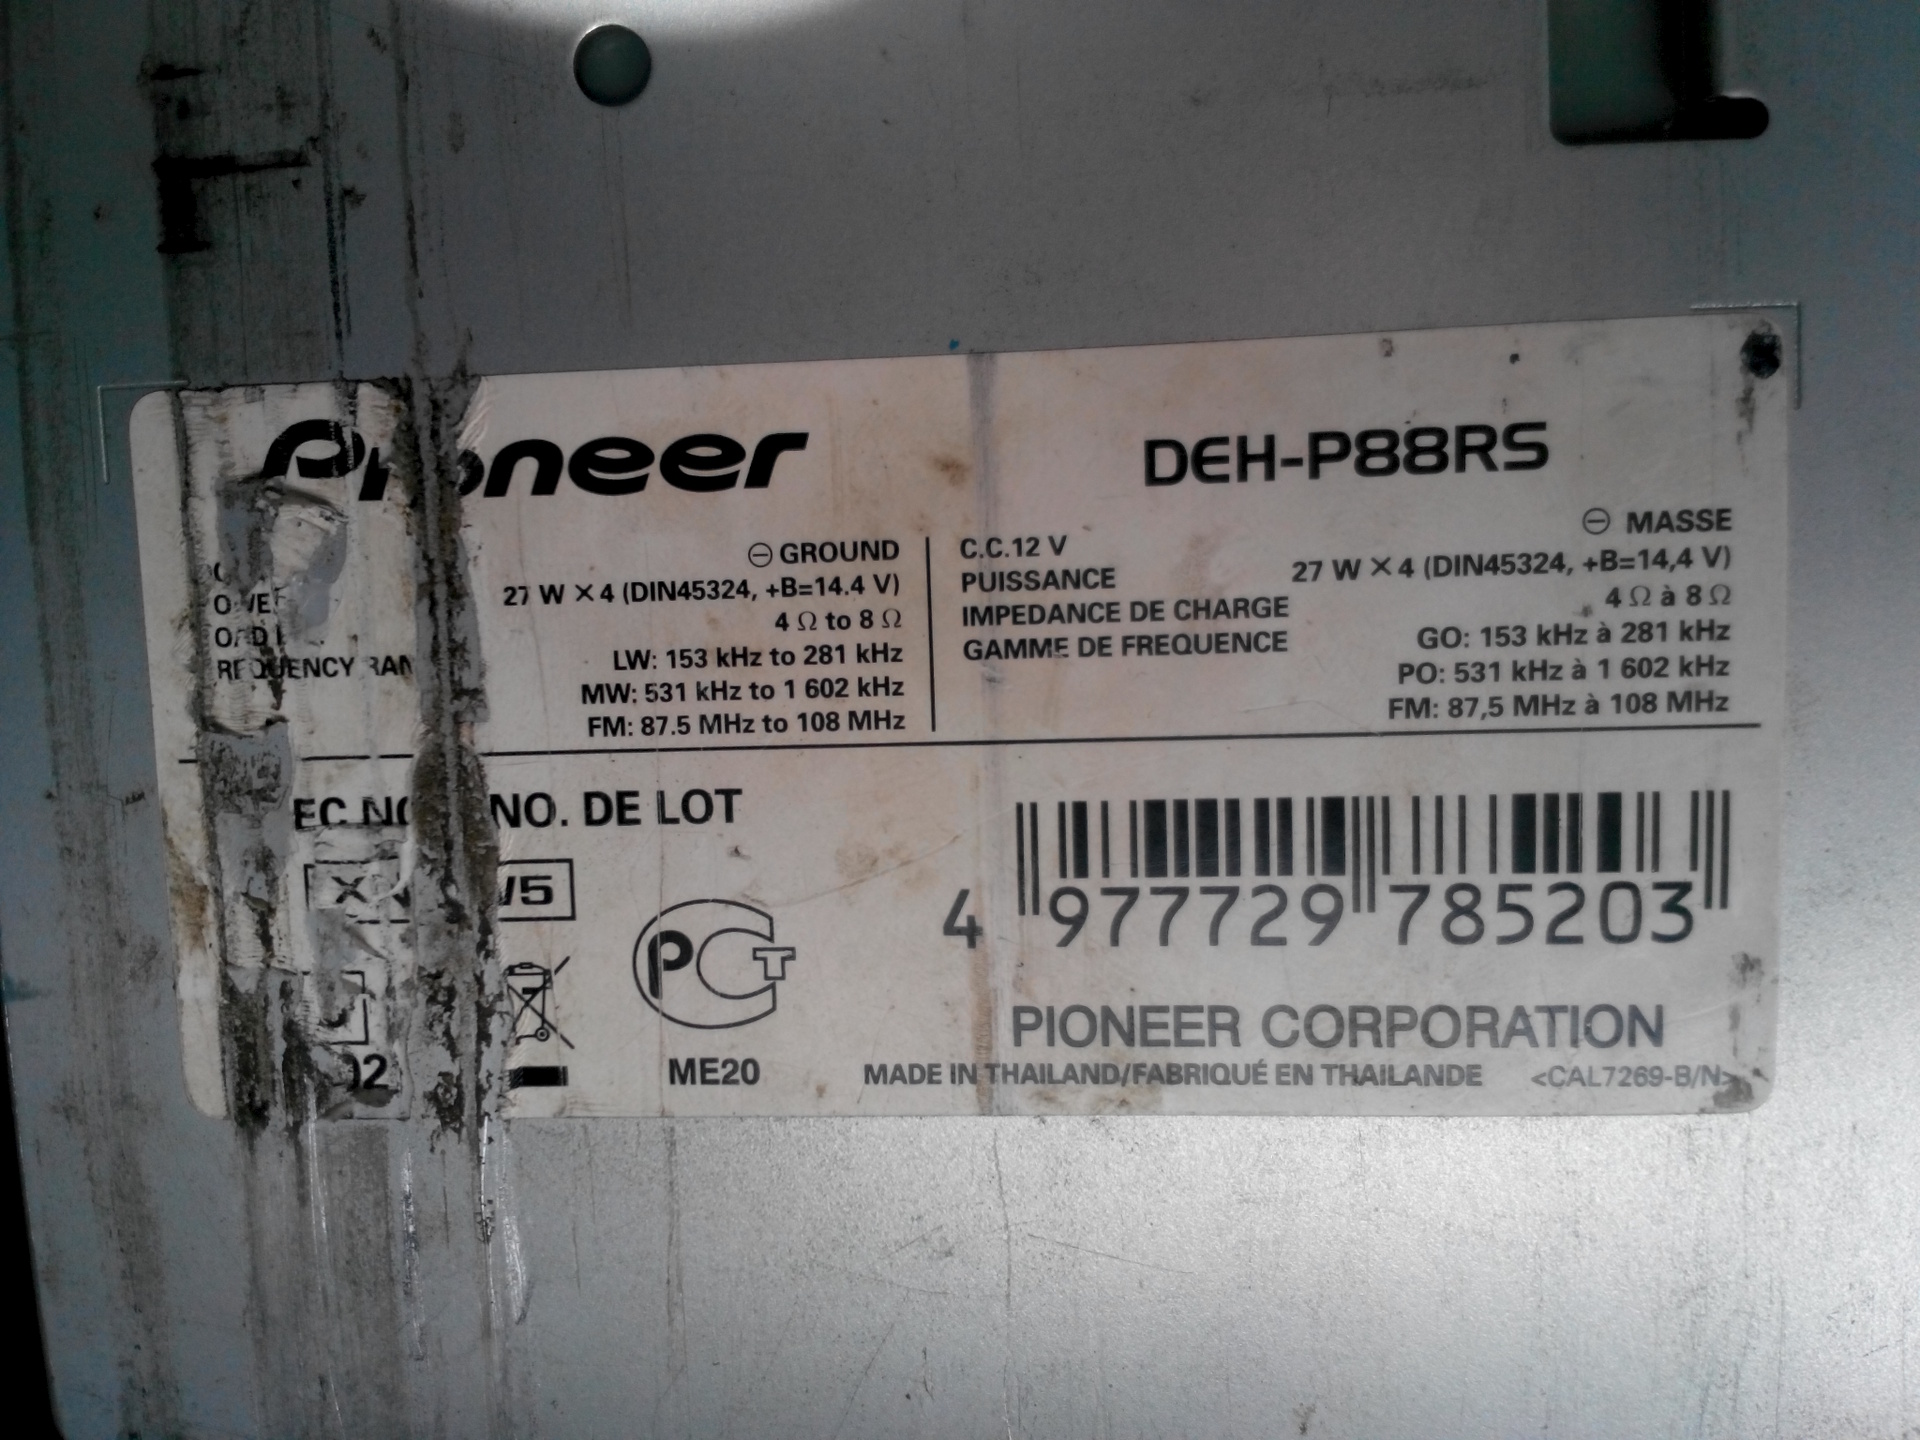 Pioneer
DEH-P88RS
⊖ GROUND
27 W × 4 (DIN45324, +B=14.4 V)
4 Ω to 8 Ω
LW: 153 kHz to 281 kHz
REQUENCY RAN
MW: 531 kHz to 1 602 kHz
FM: 87.5 MHz to 108 MHz
⊖ MASSE
C.C.12 V
PUISSANCE 27 W × 4 (DIN45324, +B=14,4 V)
IMPEDANCE DE CHARGE 4 Ω à 8 Ω
GAMME DE FREQUENCE GO: 153 kHz à 281 kHz
PO: 531 kHz à 1 602 kHz
FM: 87,5 MHz à 108 MHz
NO. DE LOT
4 977729 785203
PCT
ME20
PIONEER CORPORATION
MADE IN THAILAND/FABRIQUÉ EN THAILANDE <CAL7269-B/N>